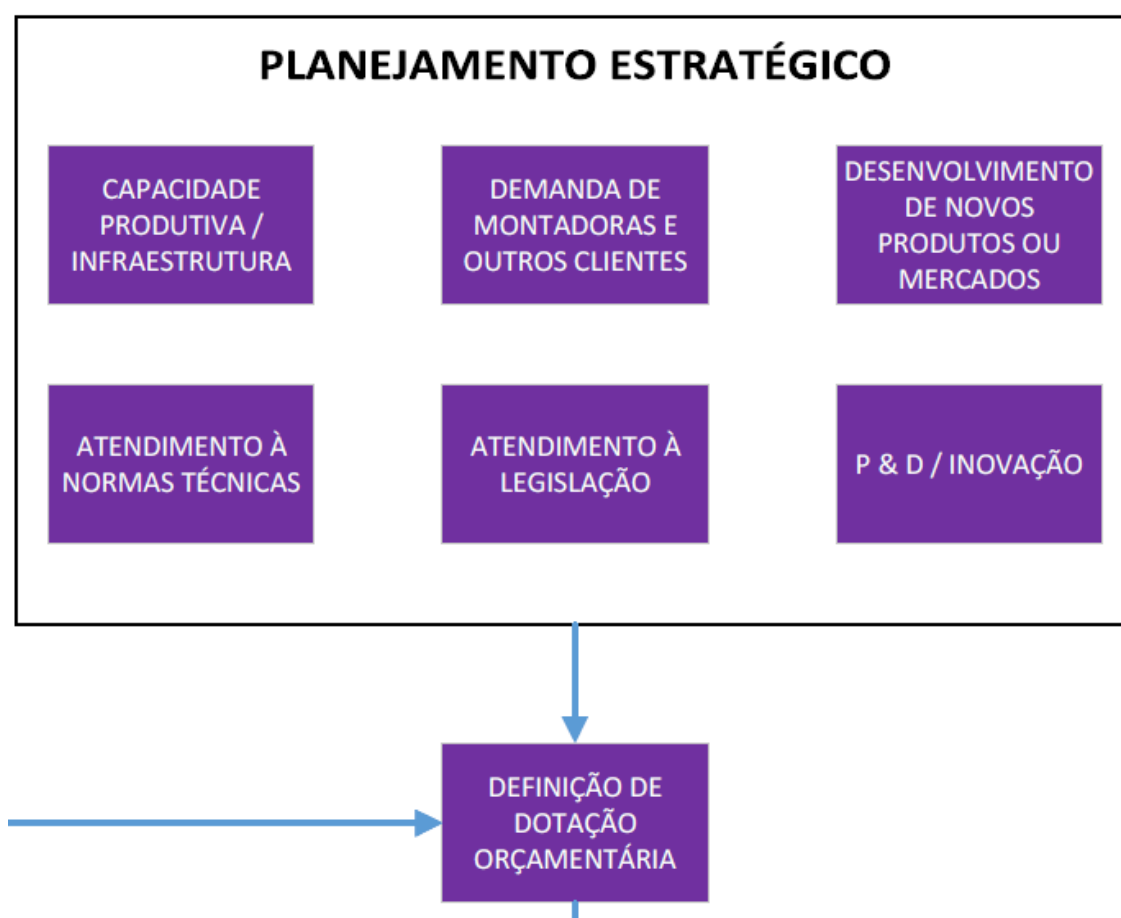 PLANEJAMENTO ESTRATÉGICO
CAPACIDADE
PRODUTIVA /
INFRAESTRUTURA
DEMANDA DE
MONTADORAS E
OUTROS CLIENTES
DESENVOLVIMENTO
DE NOVOS
PRODUTOS OU
MERCADOS
ATENDIMENTO À
NORMAS TÉCNICAS
ATENDIMENTO À
LEGISLAÇÃO
P & D / INOVAÇÃO
DEFINIÇÃO DE
DOTAÇÃO
ORÇAMENTÁRIA